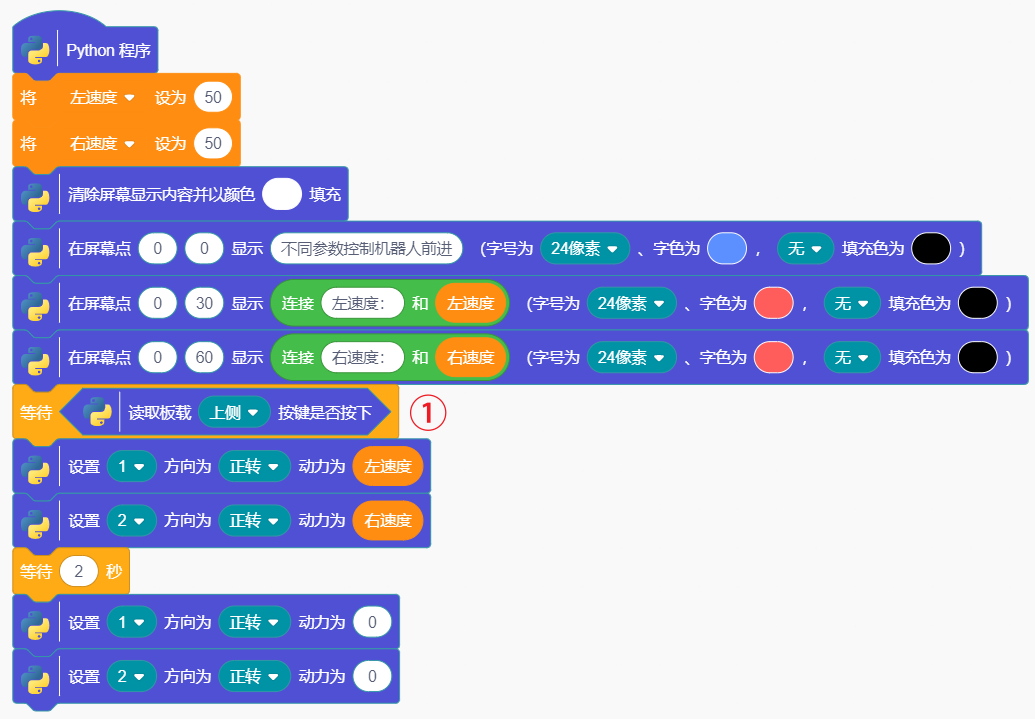 Python 程序
将 左速度 设为 50
将 右速度 设为 50
清除屏幕显示内容并以颜色 填充
在屏幕点 0 0 显示 不同参数控制机器人前进 (字号为 24像素 、字色为 , 无 填充色为 )
在屏幕点 0 30 显示 连接 左速度: 和 左速度 (字号为 24像素 、字色为 , 无 填充色为 )
在屏幕点 0 60 显示 连接 右速度: 和 右速度 (字号为 24像素 、字色为 , 无 填充色为 )
等待 读取板载 上侧 按键是否按下 ①
设置 1 方向为 正转 动力为 左速度
设置 2 方向为 正转 动力为 右速度
等待 2 秒
设置 1 方向为 正转 动力为 0
设置 2 方向为 正转 动力为 0